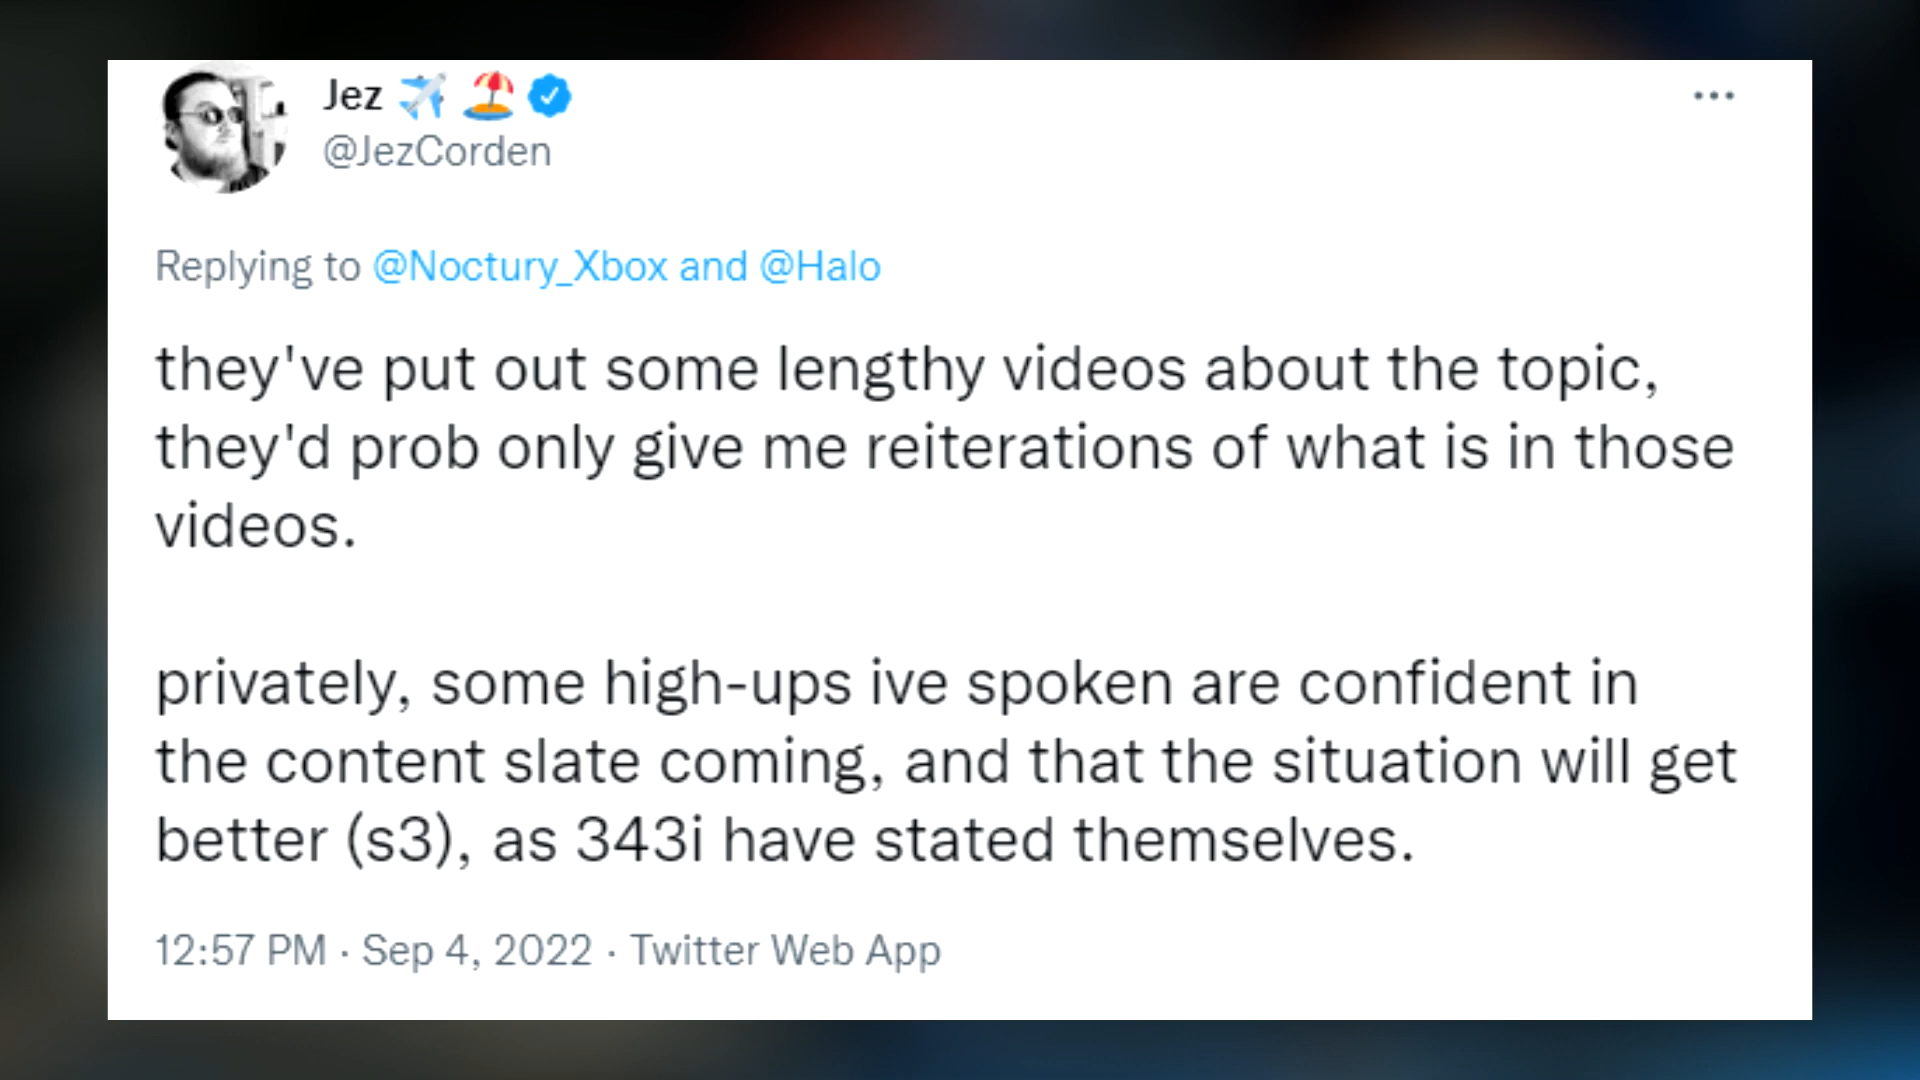 Jez ✈️ 🏖️
@JezCorden
Replying to @Noctury_Xbox and @Halo
they've put out some lengthy videos about the topic,
they'd prob only give me reiterations of what is in those
videos.
privately, some high-ups ive spoken are confident in
the content slate coming, and that the situation will get
better (s3), as 343i have stated themselves.
12:57 PM · Sep 4, 2022 · Twitter Web App